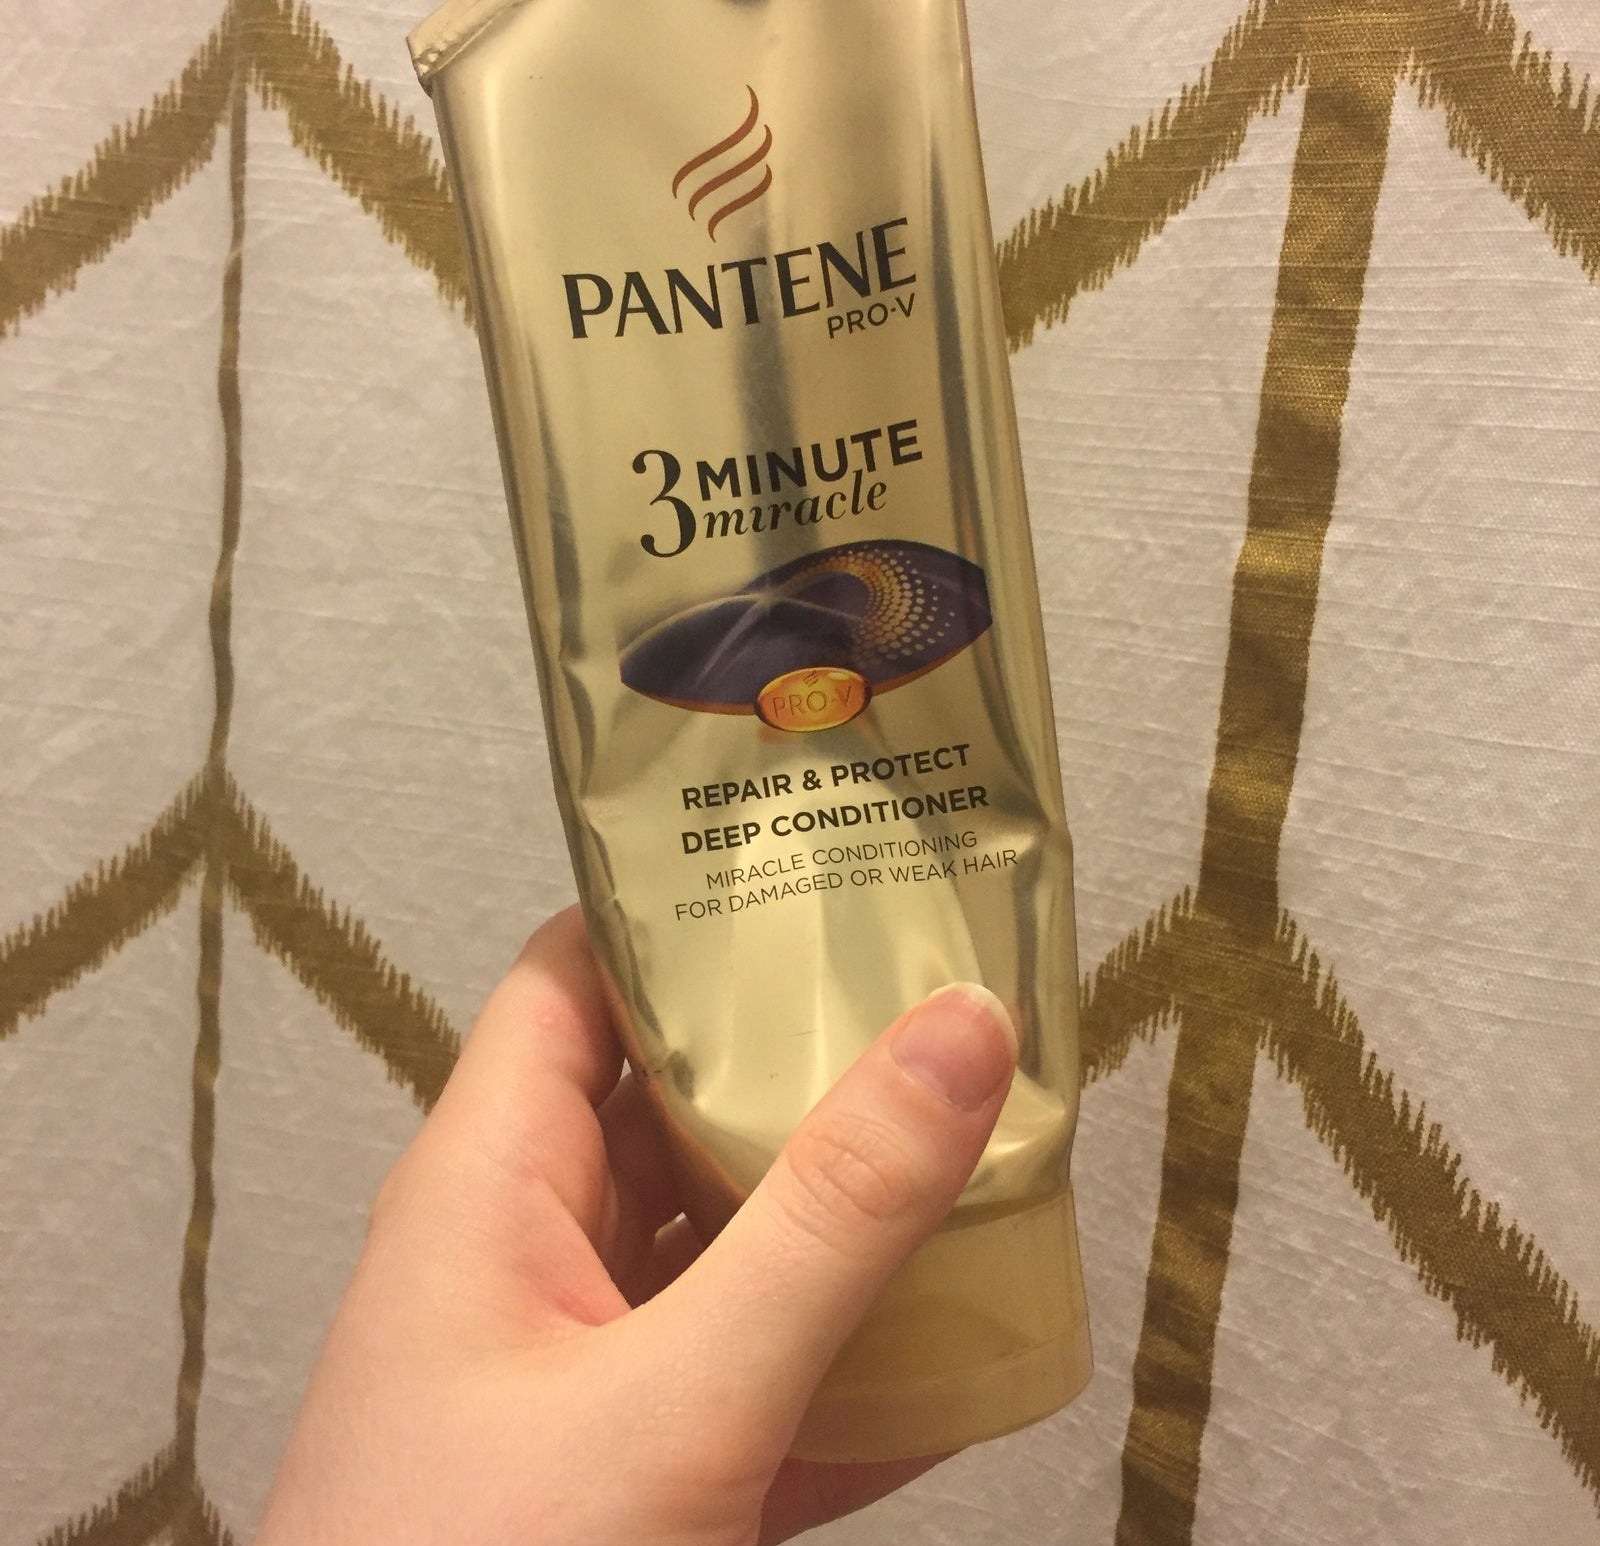 PANTENE
PRO-V
3 MINUTE
miracle
PRO-V
REPAIR & PROTECT
DEEP CONDITIONER
MIRACLE CONDITIONING
FOR DAMAGED OR WEAK HAIR